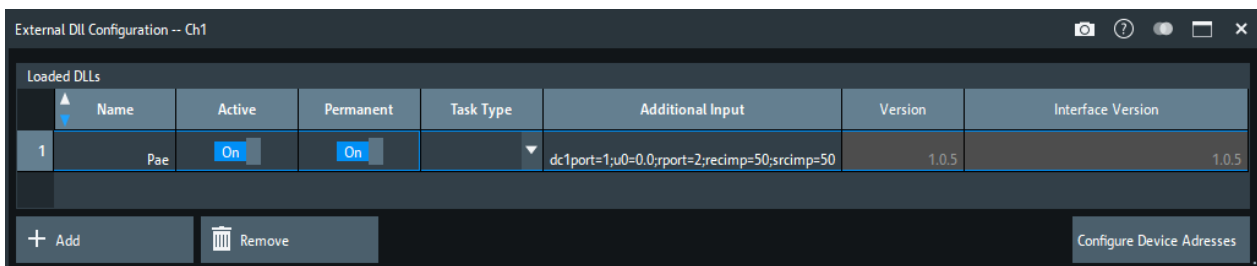 External Dll Configuration -- Ch1
Loaded DLLs
Name Active Permanent Task Type Additional Input Version Interface Version
1 Pae On On dc1port=1;u0=0.0;rport=2;recimp=50;srcimp=50 1.0.5 1.0.5
+ Add Remove Configure Device Adresses